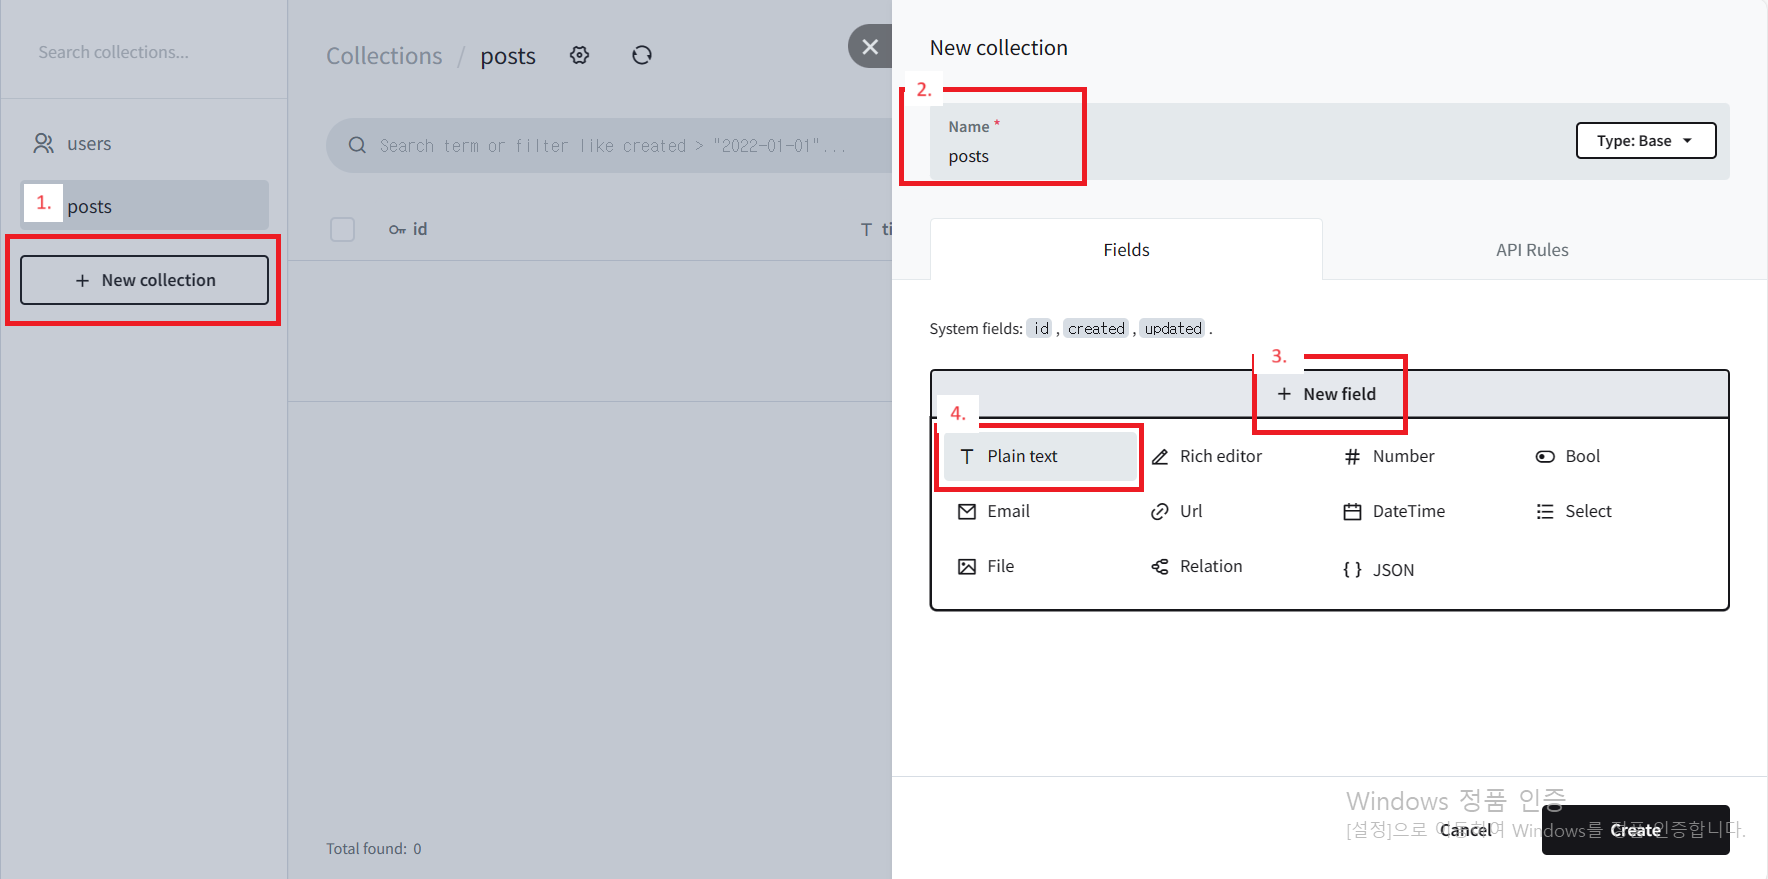 Search collections...
users
1. posts
+ New collection
Collections / posts
Search term or filter like created > "2022-01-01"...
id
T ti
Total found: 0
New collection
2.
Name *
posts
Type: Base
Fields
API Rules
System fields: id , created , updated .
3.
+ New field
4.
Plain text
Rich editor
Number
Bool
Email
Url
DateTime
Select
File
Relation
JSON
Windows 정품 인증
[설정]으로 이동하여 Windows를 정품 인증합니다.
Cancel
Create